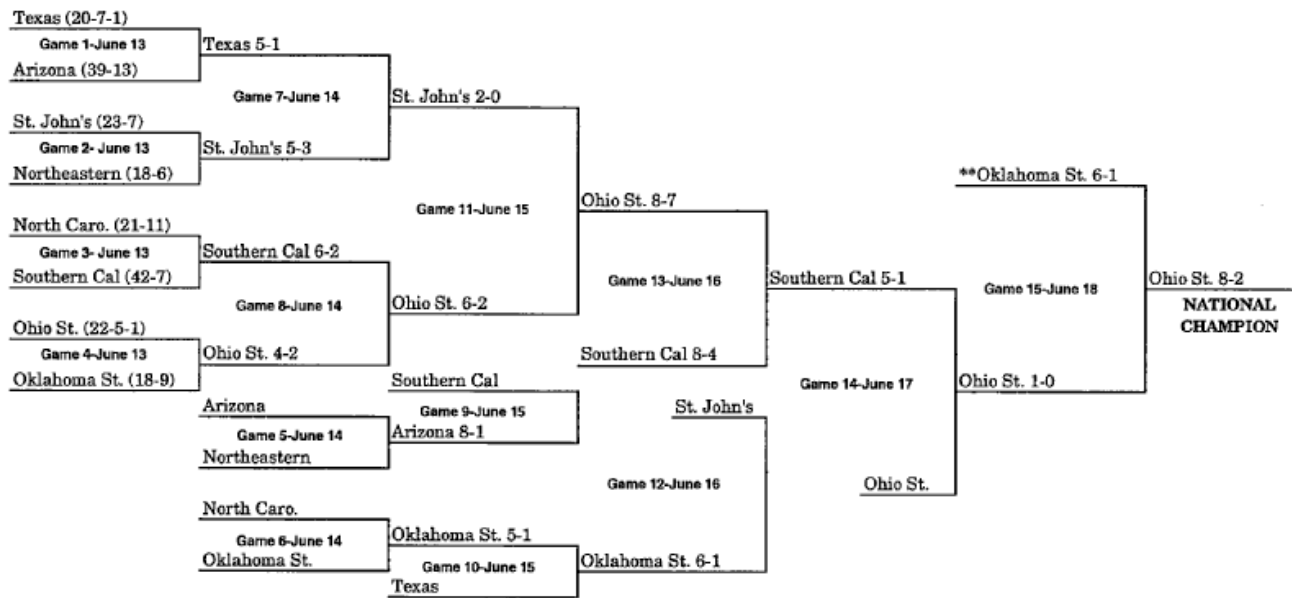 Texas (20-7-1)
Game 1-June 13
Arizona (39-13)
Texas 5-1
Game 7-June 14
St. John's (23-7)
Game 2- June 13
Northeastern (18-6)
St. John's 5-3
St. John's 2-0
Game 11-June 15
North Caro. (21-11)
Game 3- June 13
Southern Cal (42-7)
Southern Cal 6-2
Game 8-June 14
Ohio St. (22-5-1)
Game 4-June 13
Oklahoma St. (18-9)
Ohio St. 4-2
Ohio St. 6-2
Ohio St. 8-7
Game 13-June 16
Arizona
Game 5-June 14
Northeastern
Southern Cal
Game 9-June 15
Arizona 8-1
Southern Cal 8-4
Southern Cal 5-1
Game 14-June 17
North Caro.
Game 6-June 14
Oklahoma St.
Oklahoma St. 5-1
Game 10-June 15
Texas
St. John's
Game 12-June 16
Oklahoma St. 6-1
Ohio St.
**Oklahoma St. 6-1
Game 15-June 18
Ohio St. 1-0
Ohio St. 8-2
NATIONAL
CHAMPION